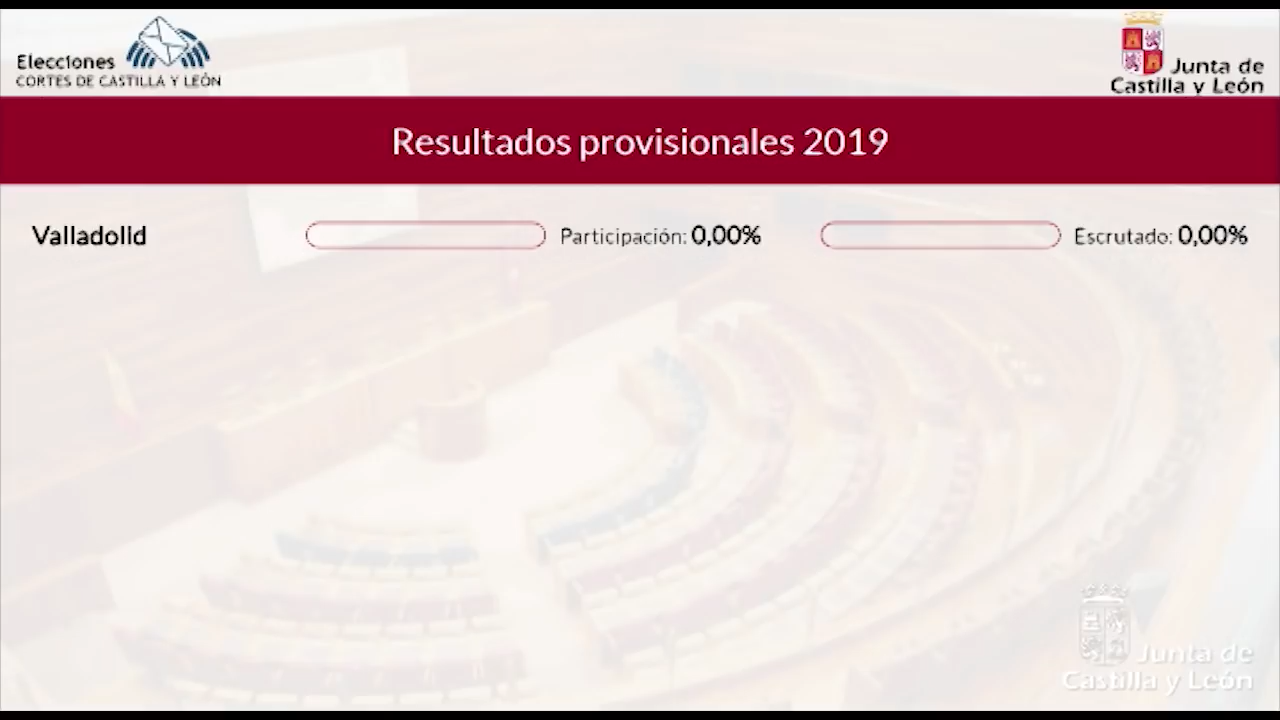 Elecciones
CORTES DE CASTILLA Y LEÓN
Junta de
Castilla y León
Resultados provisionales 2019
Valladolid
Participación: 0,00%
Escrutado: 0,00%
Junta de
Castilla y León